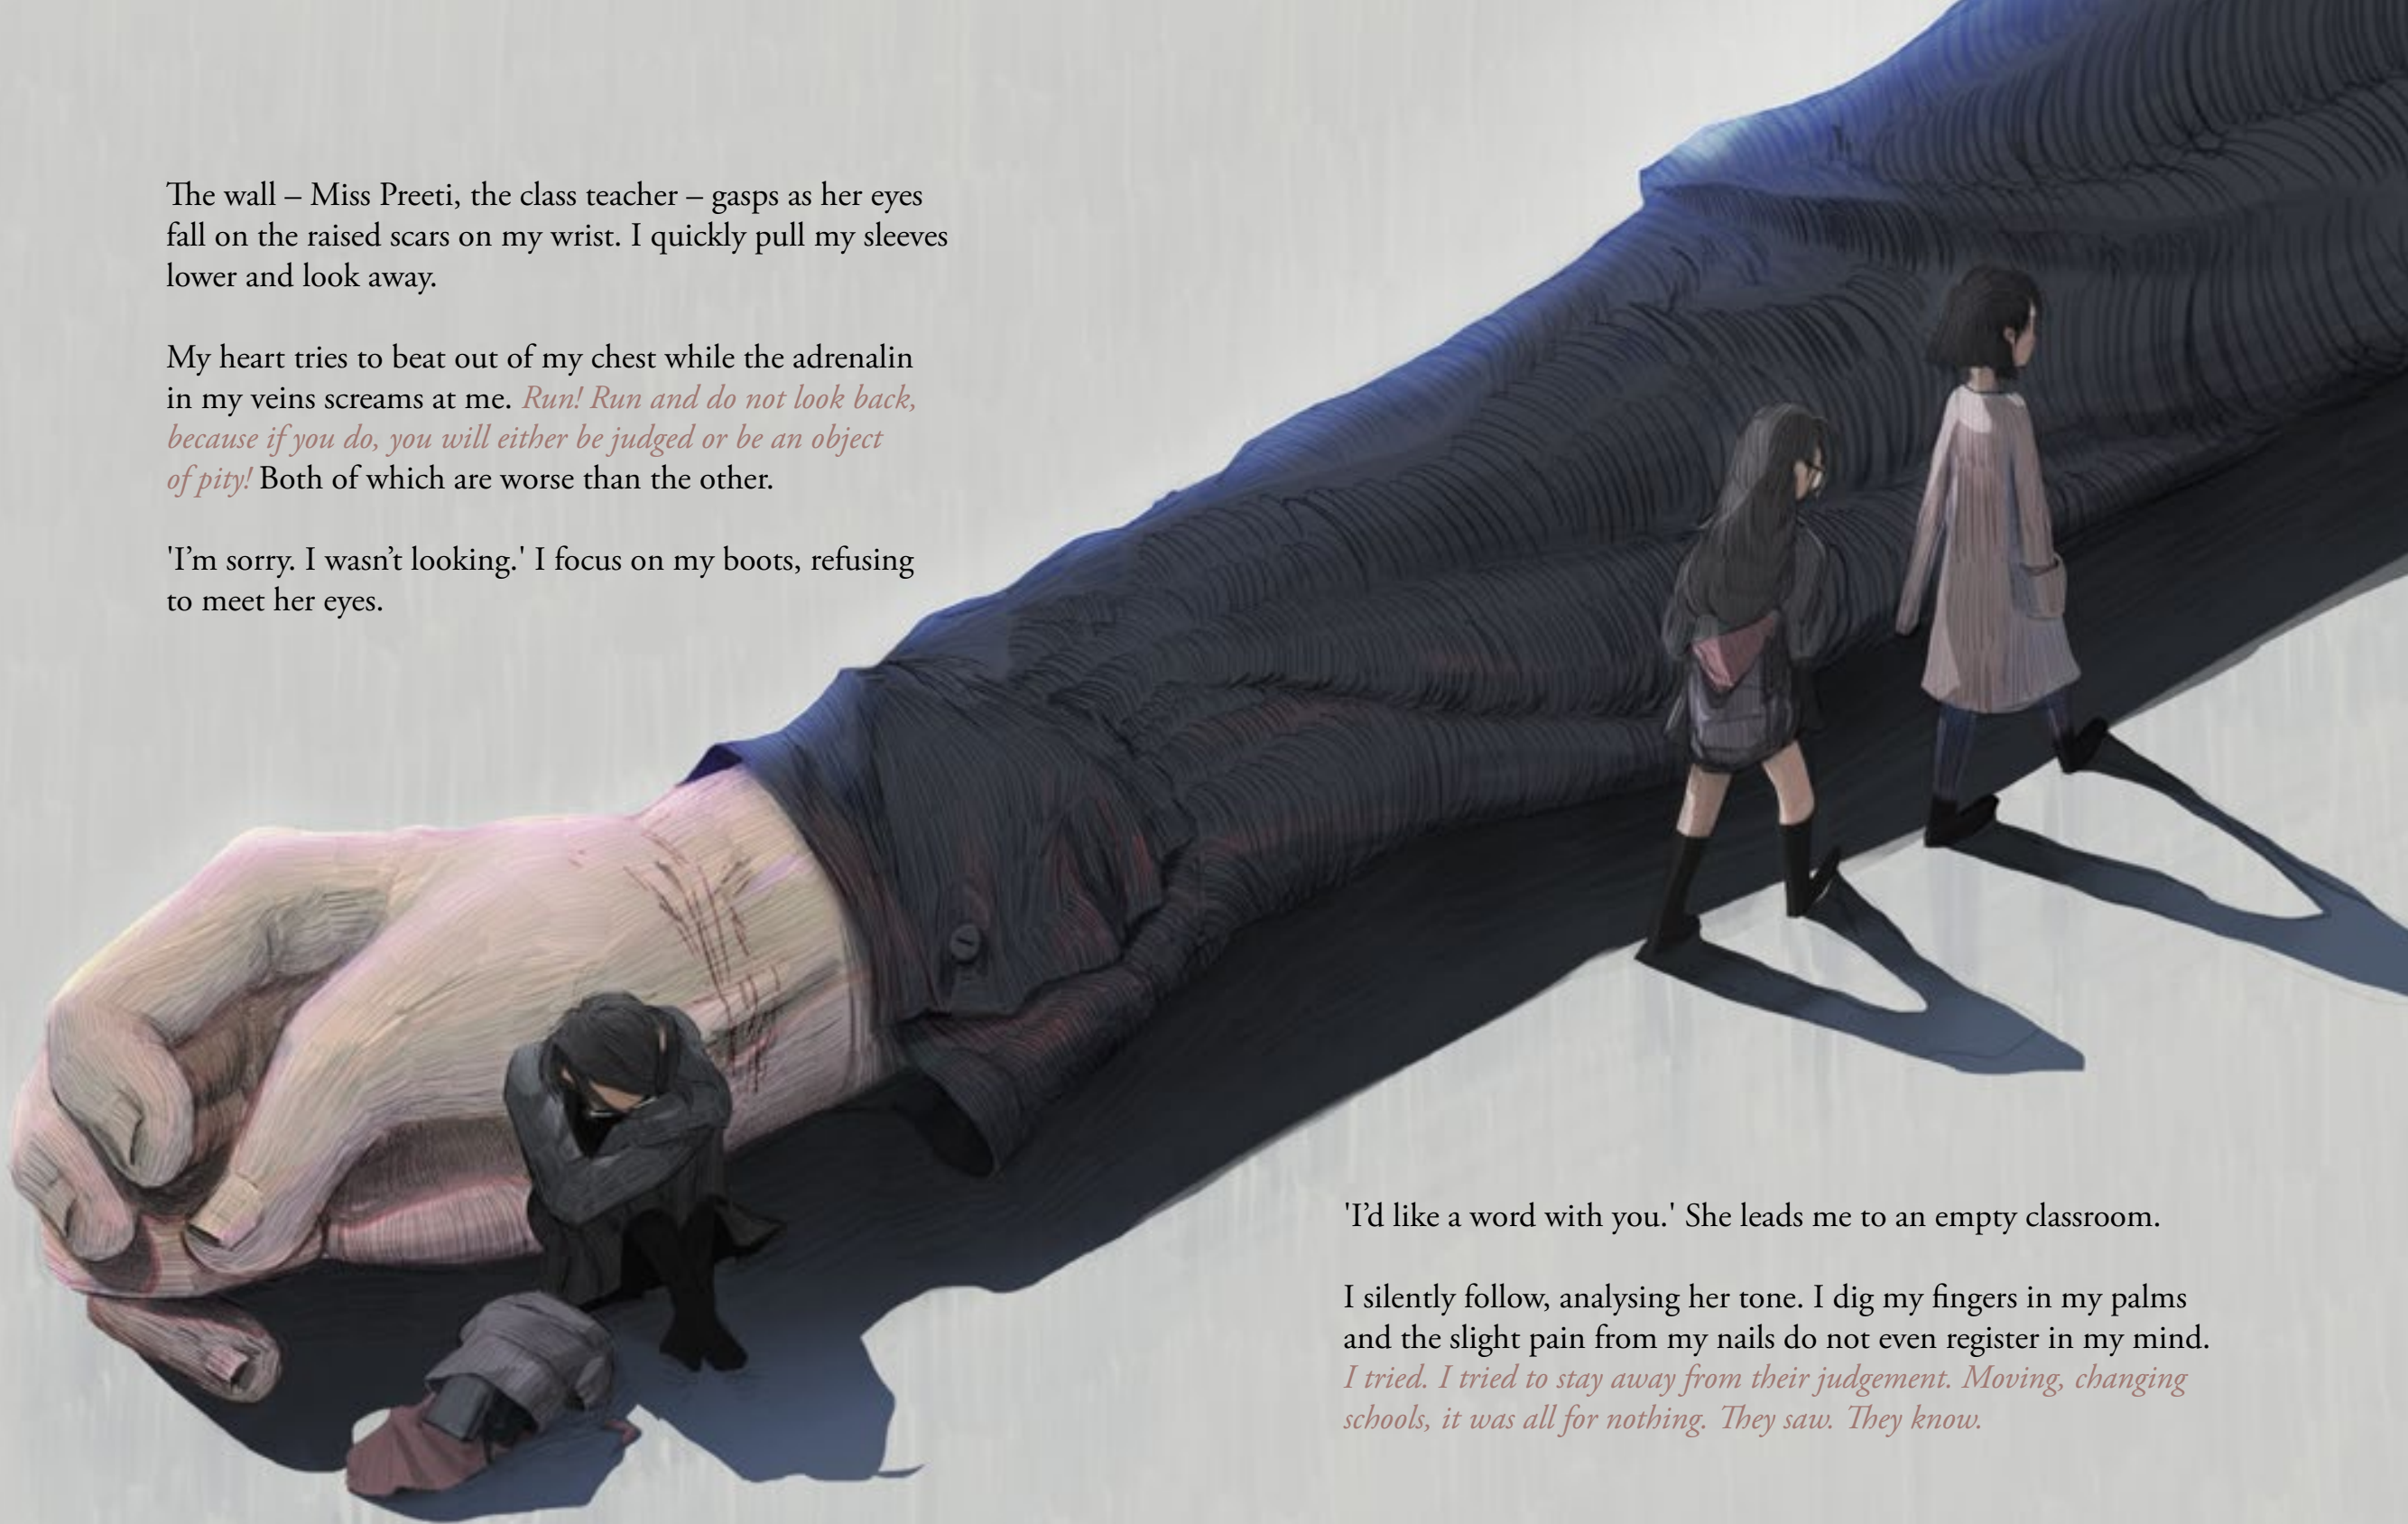 The wall – Miss Preeti, the class teacher – gasps as her eyes
fall on the raised scars on my wrist. I quickly pull my sleeves
lower and look away.
My heart tries to beat out of my chest while the adrenalin
in my veins screams at me. Run! Run and do not look back,
because if you do, you will either be judged or be an object
of pity! Both of which are worse than the other.
'I’m sorry. I wasn’t looking.' I focus on my boots, refusing
to meet her eyes.
'I’d like a word with you.' She leads me to an empty classroom.
I silently follow, analysing her tone. I dig my fingers in my palms
and the slight pain from my nails do not even register in my mind.
I tried. I tried to stay away from their judgement. Moving, changing
schools, it was all for nothing. They saw. They know.